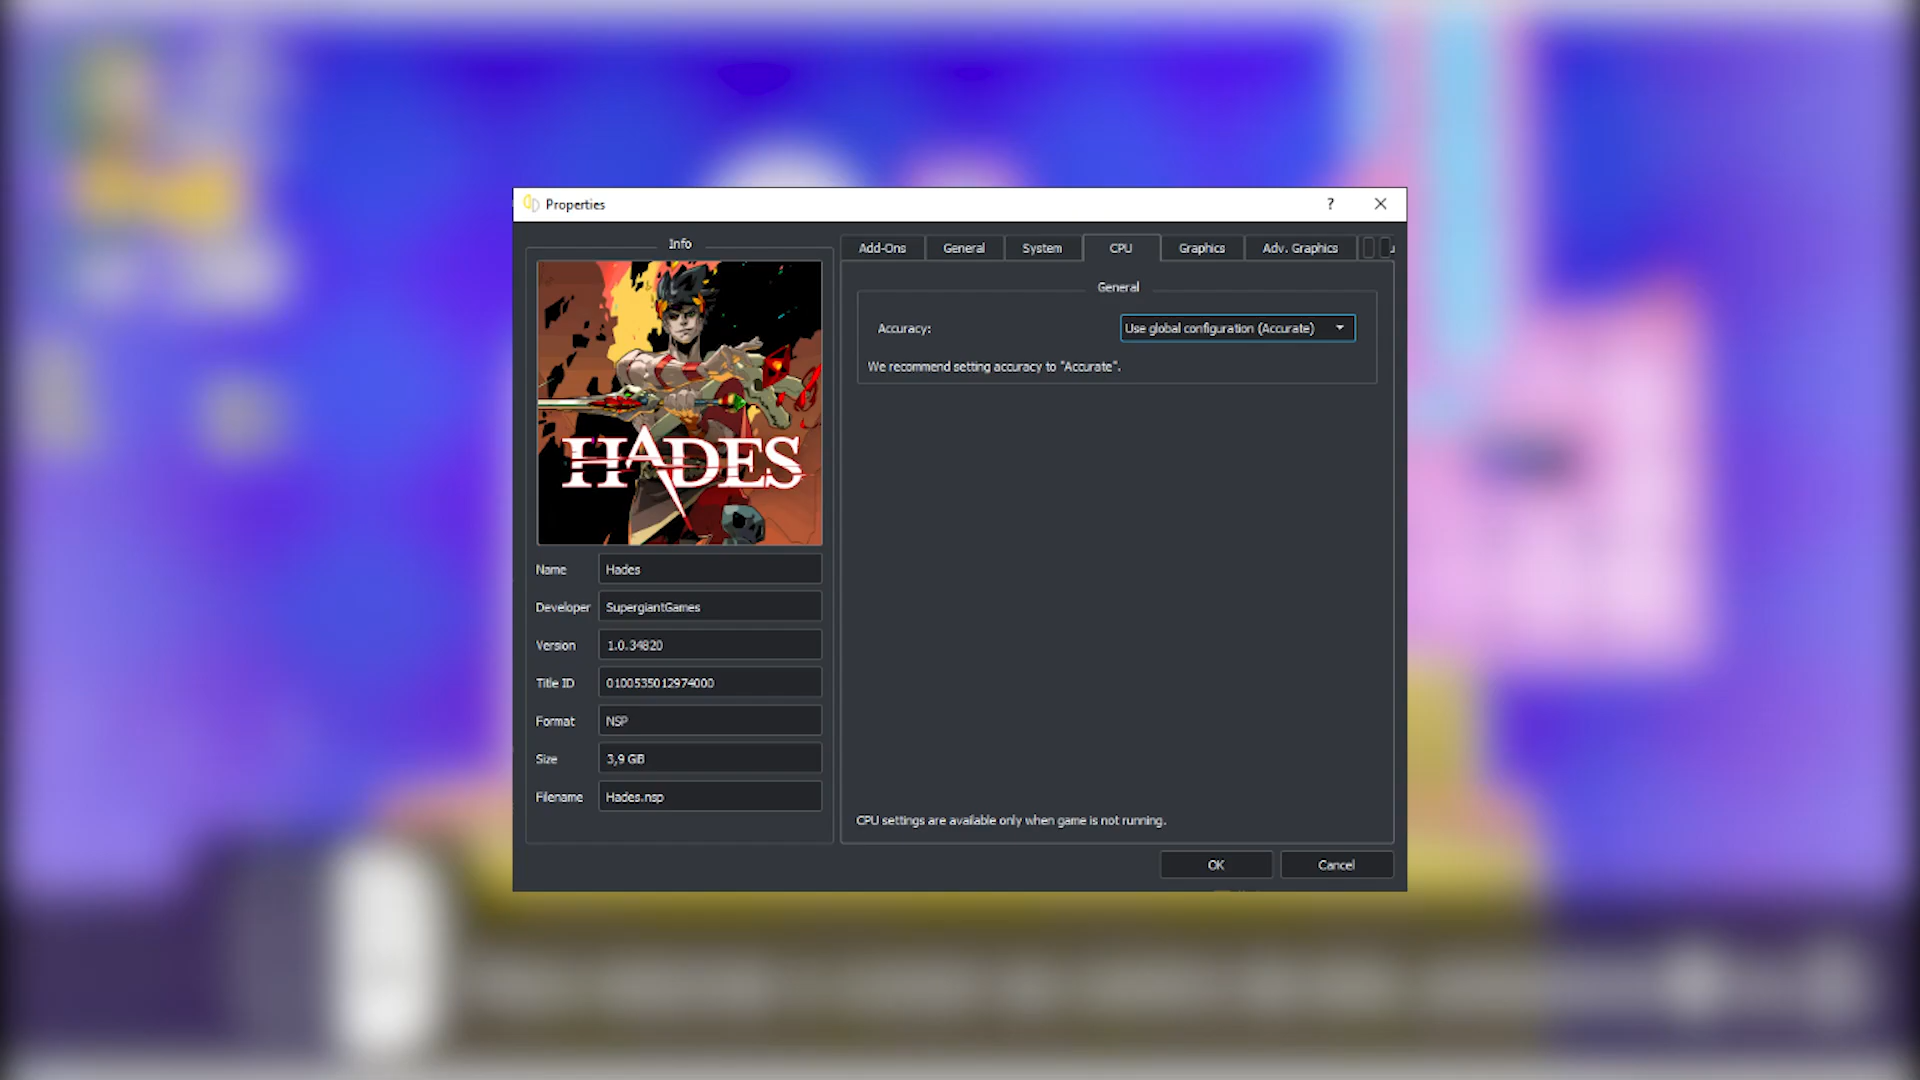 Properties
?
Info
Add-Ons
General
System
CPU
Graphics
Adv. Graphics
General
Accuracy:
Use global configuration (Accurate)
We recommend setting accuracy to "Accurate".
HADES
Name
Hades
Developer
SupergiantGames
Version
1.0.34820
Title ID
0100535012974000
Format
NSP
Size
3,9 GiB
Filename
Hades.nsp
CPU settings are available only when game is not running.
OK
Cancel